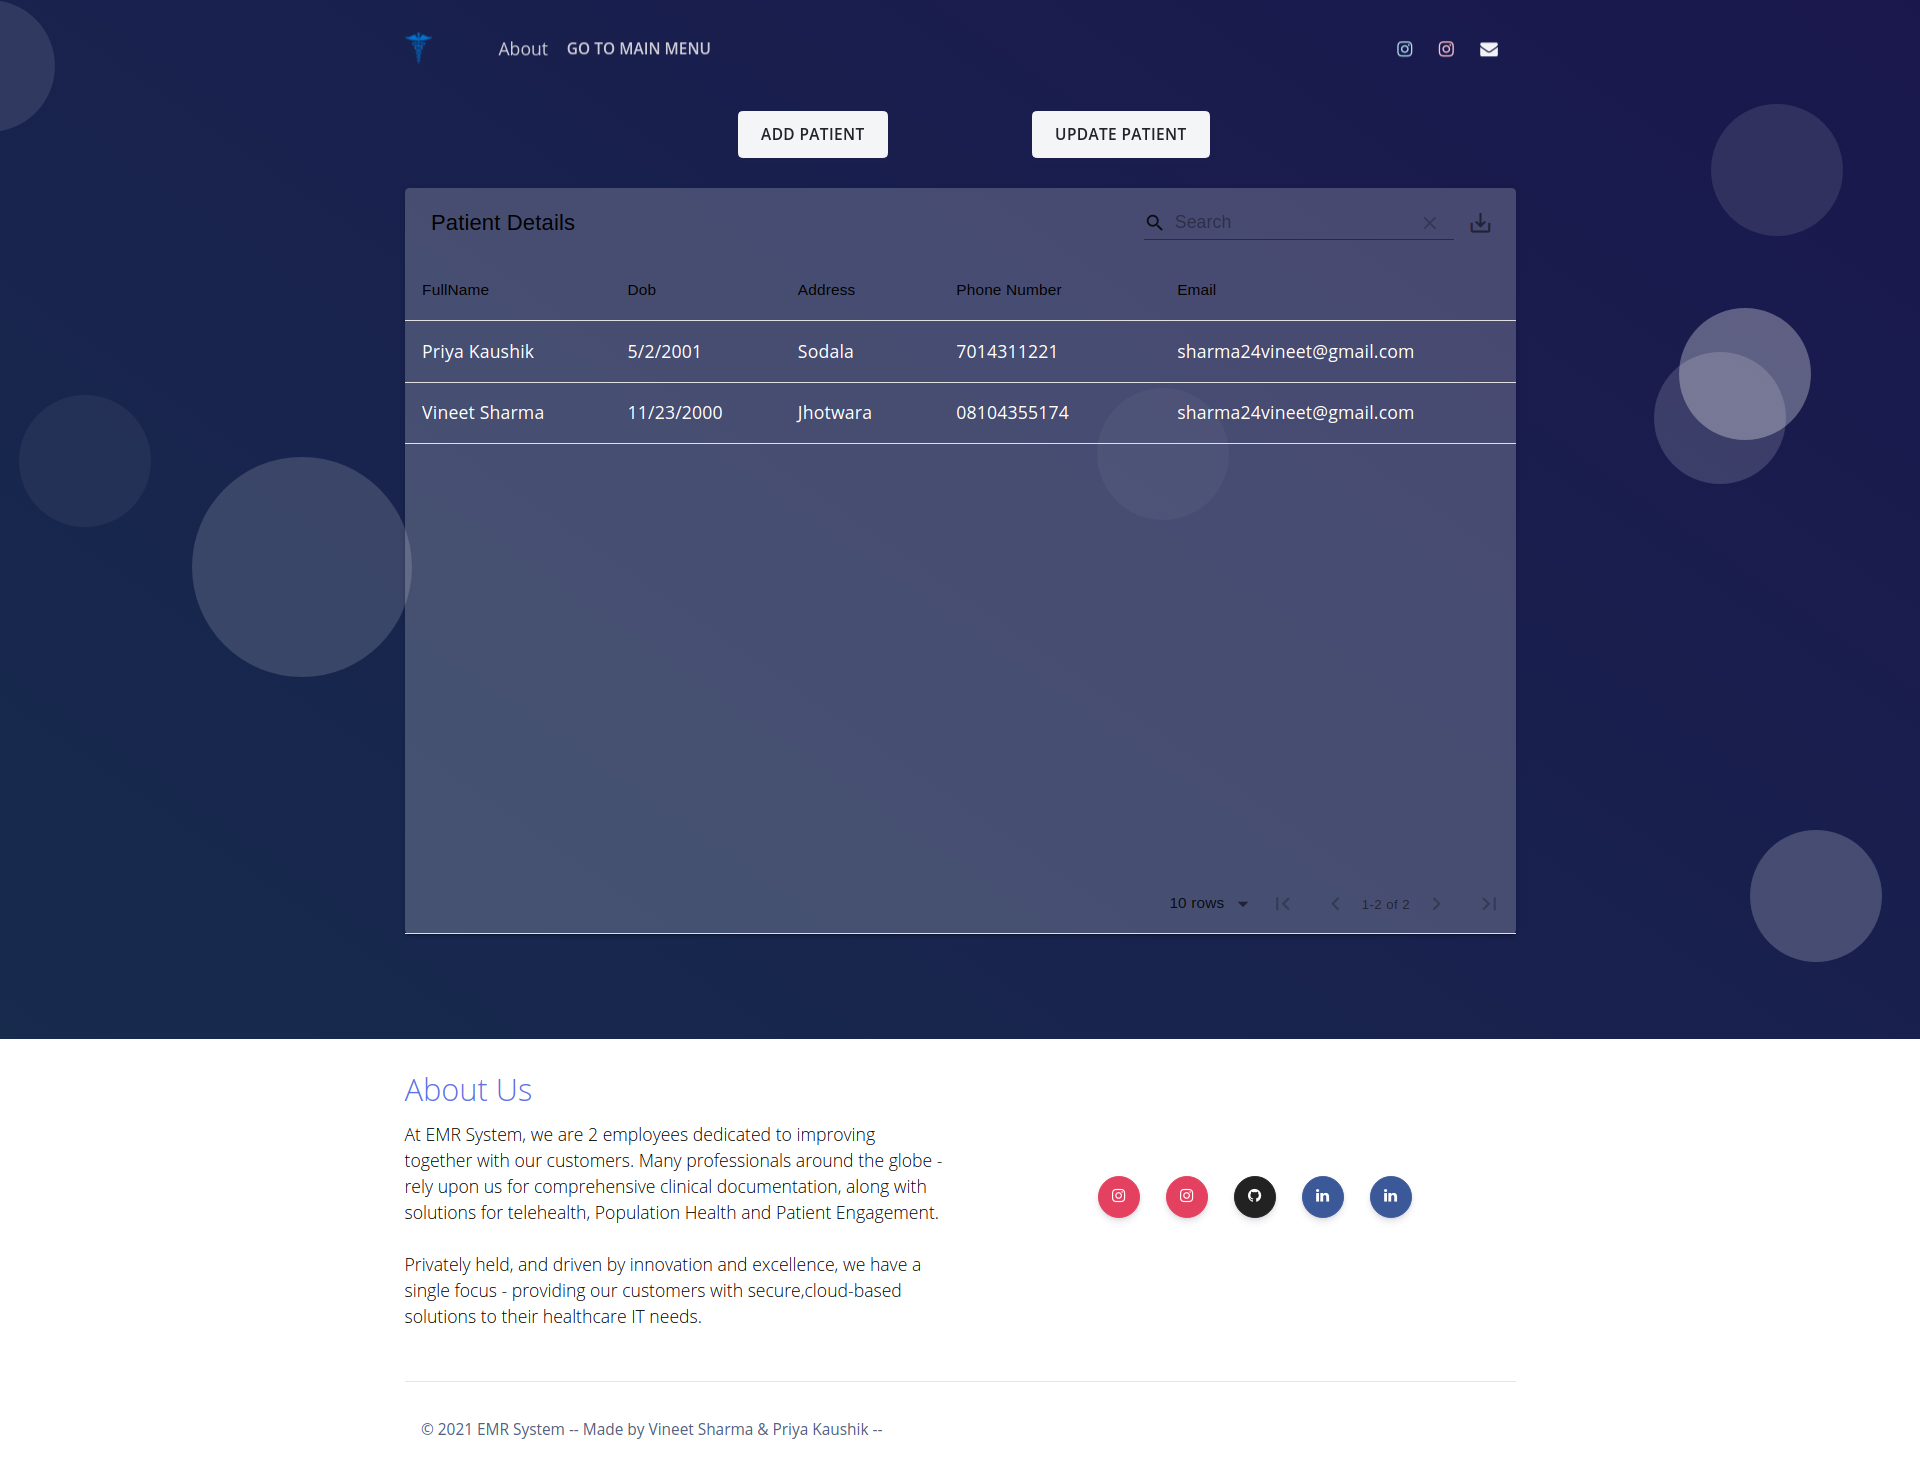 About GO TO MAIN MENU
ADD PATIENT UPDATE PATIENT
Patient Details Search
FullName Dob Address Phone Number Email
Priya Kaushik 5/2/2001 Sodala 7014311221 sharma24vineet@gmail.com
Vineet Sharma 11/23/2000 Jhotwara 08104355174 sharma24vineet@gmail.com
10 rows 1-2 of 2
About Us
At EMR System, we are 2 employees dedicated to improving
together with our customers. Many professionals around the globe -
rely upon us for comprehensive clinical documentation, along with
solutions for telehealth, Population Health and Patient Engagement.
Privately held, and driven by innovation and excellence, we have a
single focus - providing our customers with secure,cloud-based
solutions to their healthcare IT needs.
© 2021 EMR System -- Made by Vineet Sharma & Priya Kaushik --